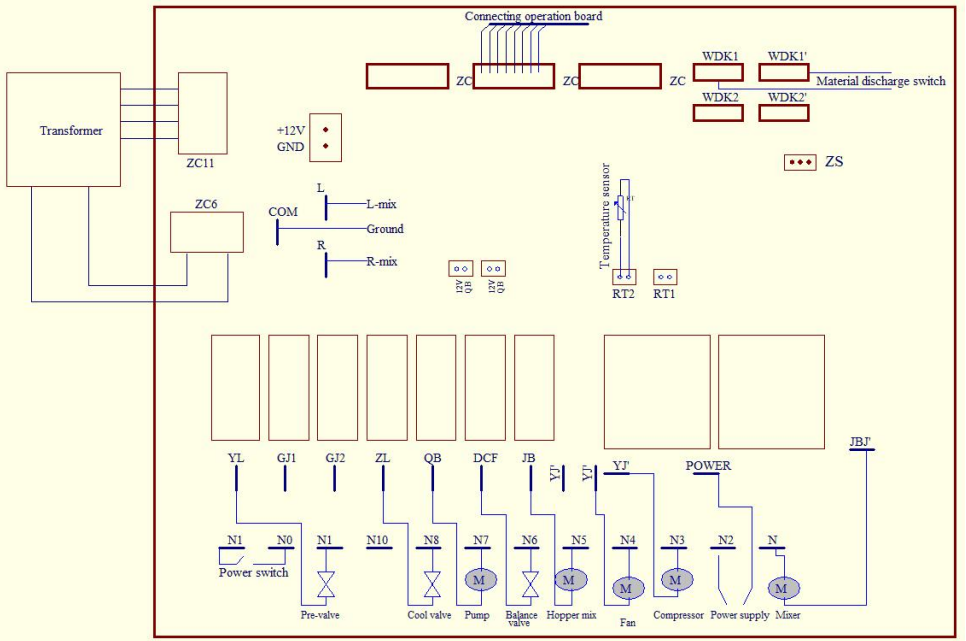 Connecting operation board
ZC
ZC
ZC
WDK1
WDK1'
Material discharge switch
WDK2
WDK2'
Transformer
ZC11
+12V
GND
ZS
ZC6
COM
L
L-mix
Ground
R
R-mix
12V
QB
12V
QB
Temperature sensor
RT
RT2
RT1
YL
GJ1
GJ2
ZL
QB
DCF
JB
YJ'
YJ'
YJ'
POWER
JBJ'
N1
N0
N1
N10
N8
N7
N6
N5
N4
N3
N2
N
Power switch
M
M
M
M
M
Pre-valve
Cool valve
Pump
Balance
valve
Hopper mix
Fan
Compressor
Power supply
Mixer